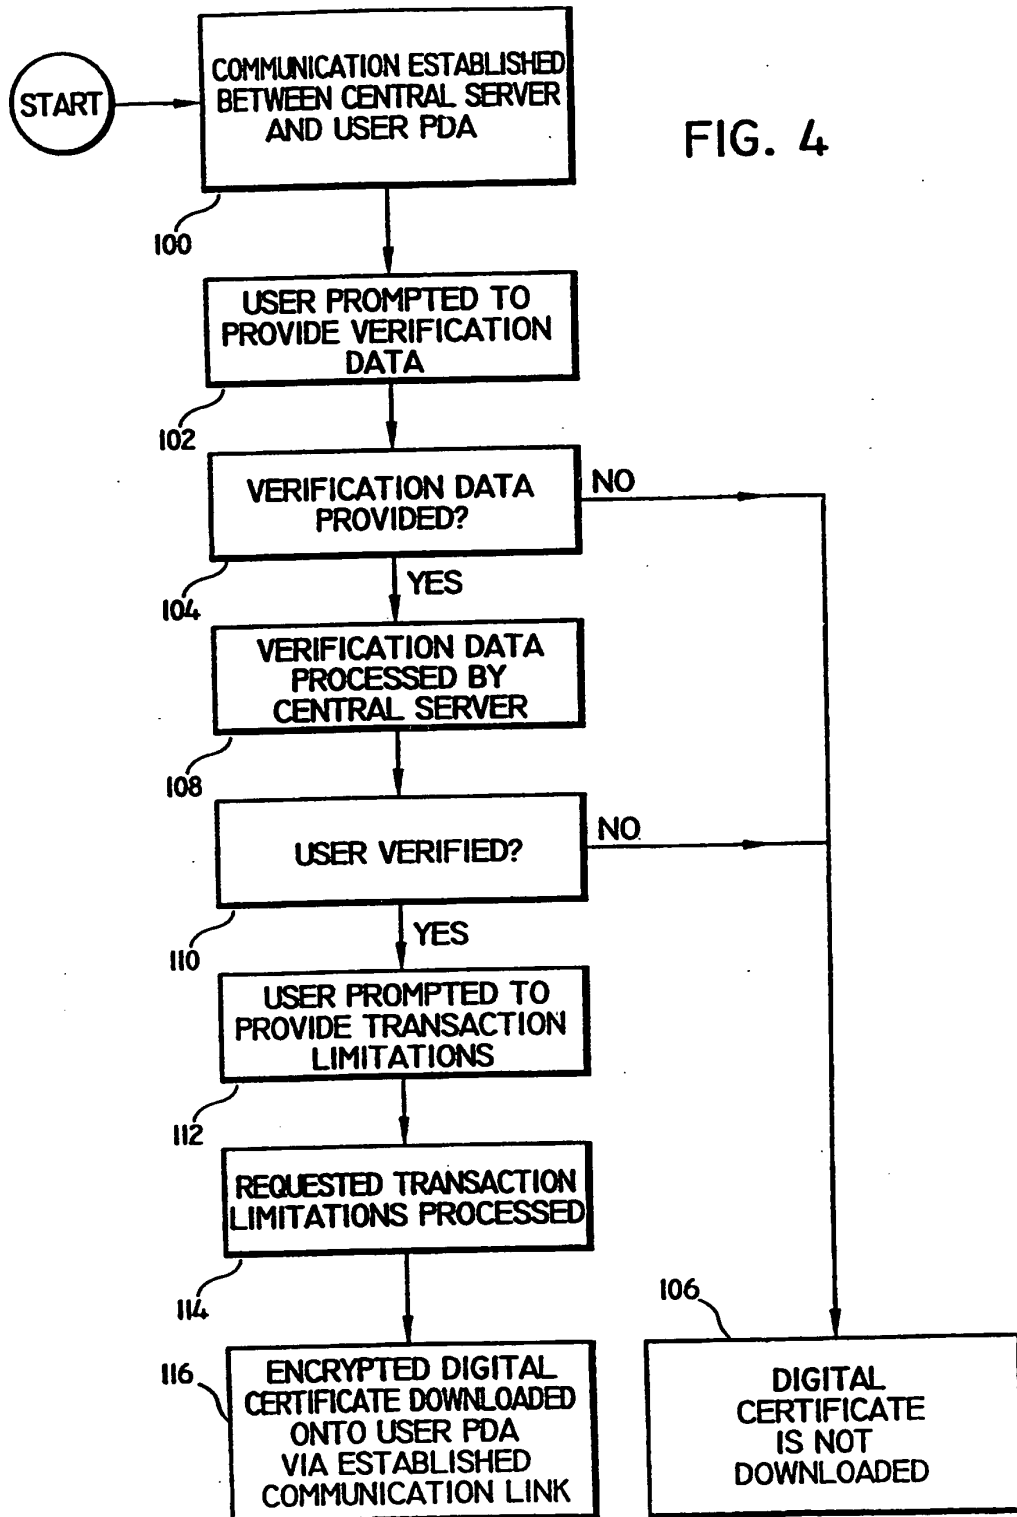 START
COMMUNICATION ESTABLISHED
BETWEEN CENTRAL SERVER
AND USER PDA
FIG. 4
100
USER PROMPTED TO
PROVIDE VERIFICATION
DATA
102
VERIFICATION DATA
PROVIDED?
NO
104
YES
VERIFICATION DATA
PROCESSED BY
CENTRAL SERVER
108
USER VERIFIED?
NO
110
YES
USER PROMPTED TO
PROVIDE TRANSACTION
LIMITATIONS
112
REQUESTED TRANSACTION
LIMITATIONS PROCESSED
114
116
ENCRYPTED DIGITAL
CERTIFICATE DOWNLOADED
ONTO USER PDA
VIA ESTABLISHED
COMMUNICATION LINK
106
DIGITAL
CERTIFICATE
IS NOT
DOWNLOADED